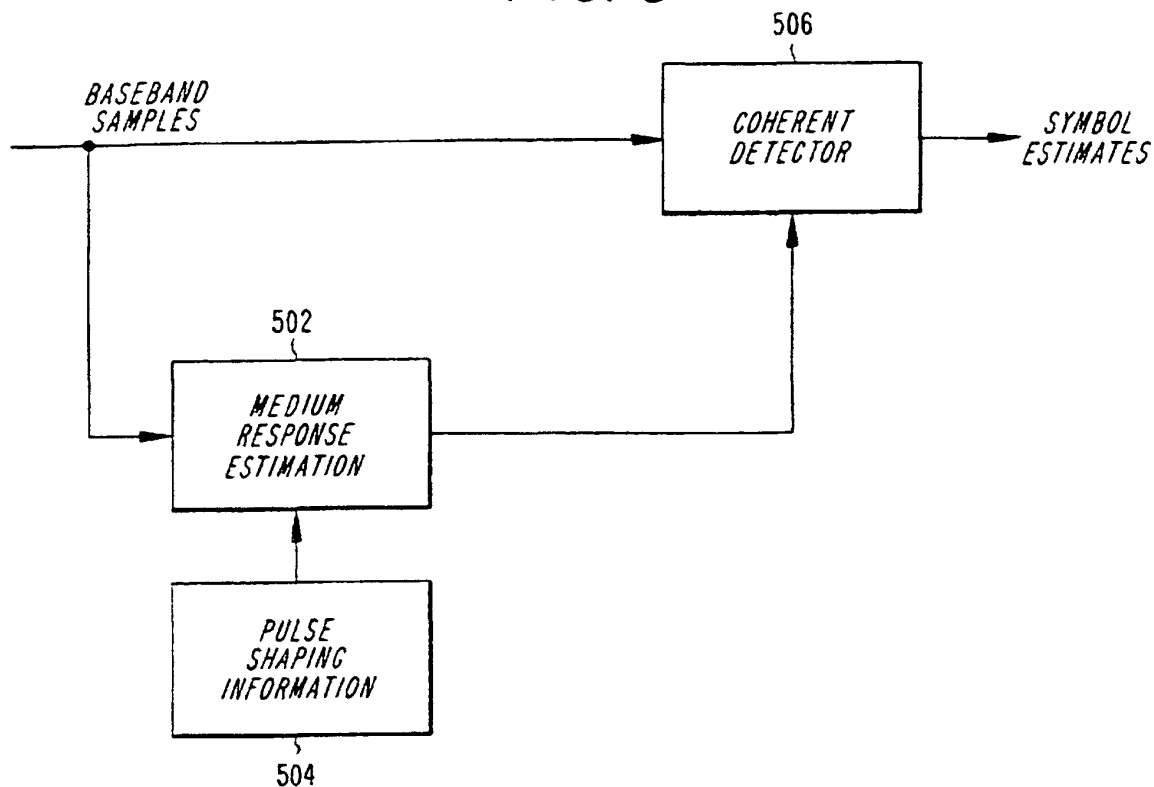 506
BASEBAND
SAMPLES
COHERENT
DETECTOR
SYMBOL
ESTIMATES
502
MEDIUM
RESPONSE
ESTIMATION
PULSE
SHAPING
INFORMATION
504